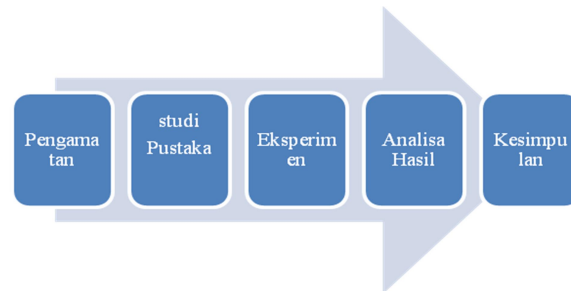 Pengama
tan
studi
Pustaka
Eksperim
en
Analisa
Hasil
Kesimpu
lan